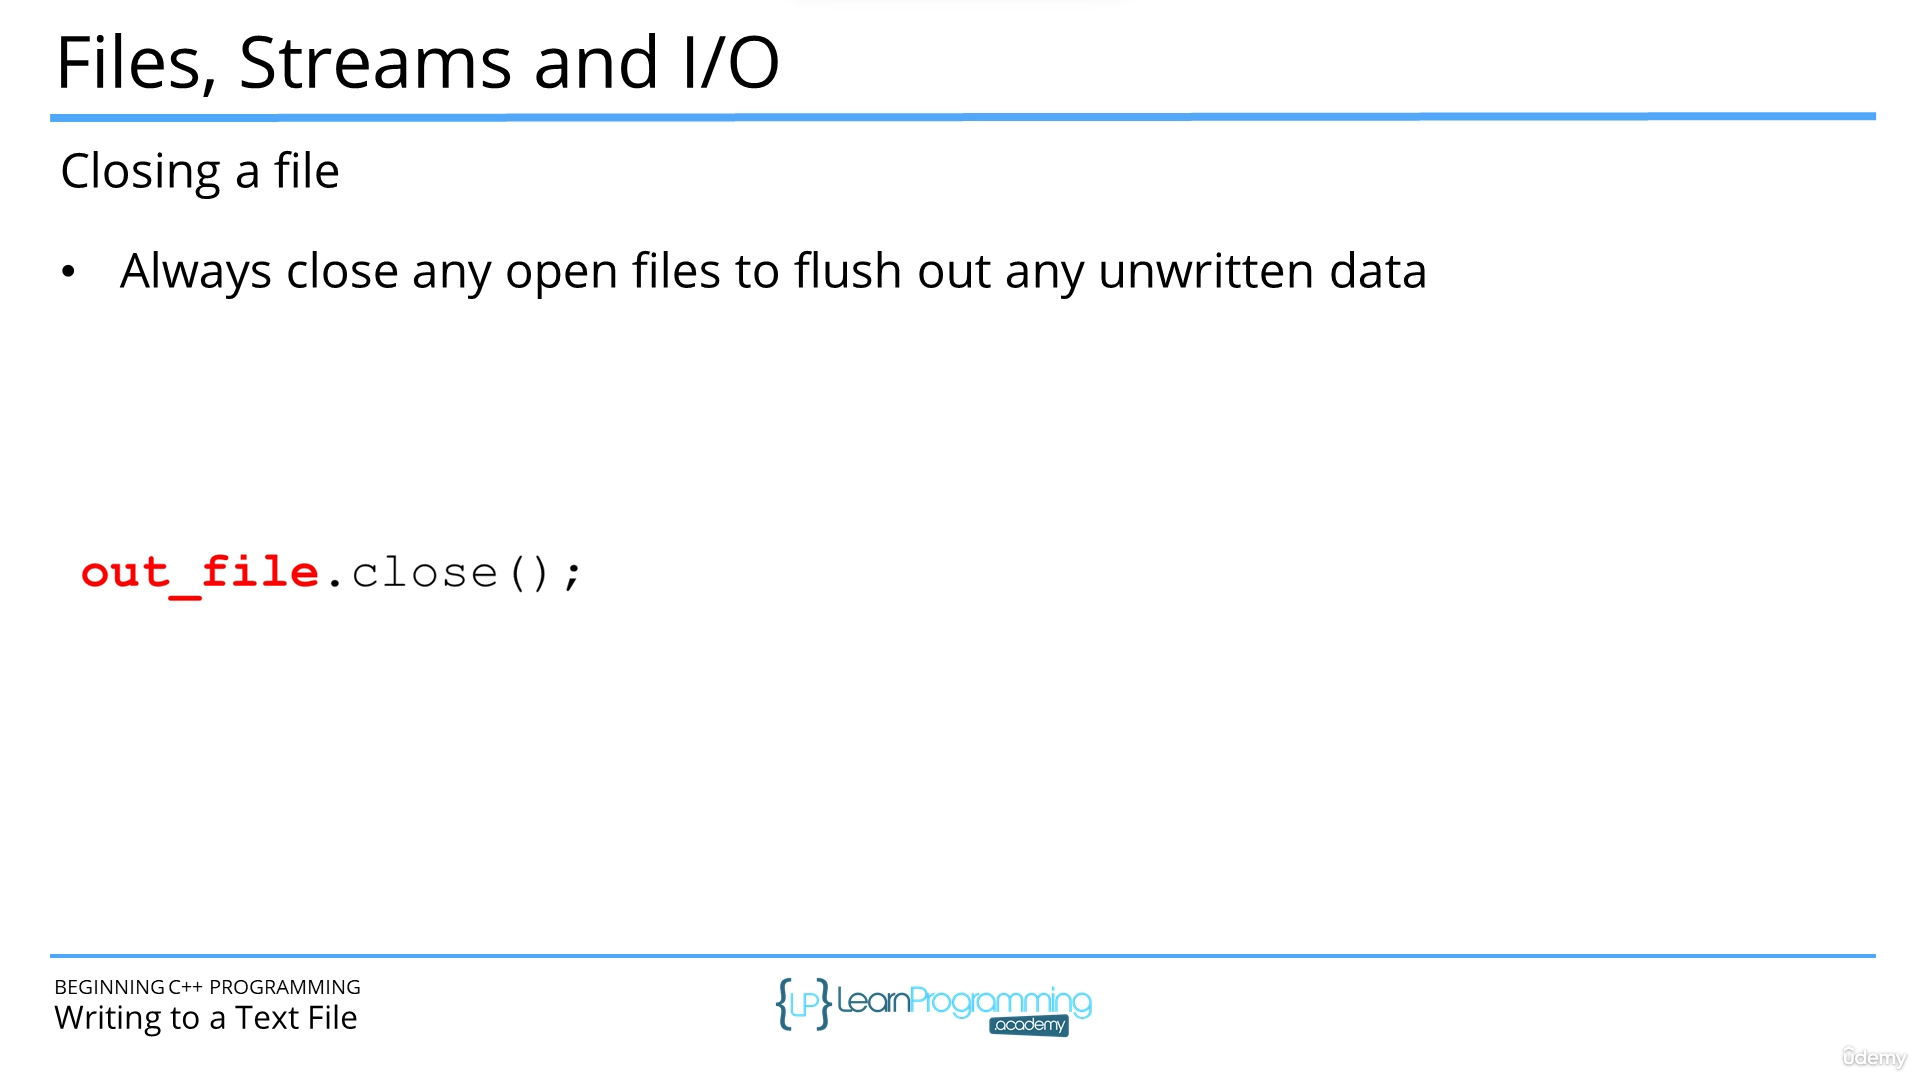 Files, Streams and I/O
Closing a file
• Always close any open files to flush out any unwritten data
out_file.close();
BEGINNING C++ PROGRAMMING
Writing to a Text File
{LP} LearnProgramming
academy
ûdemy